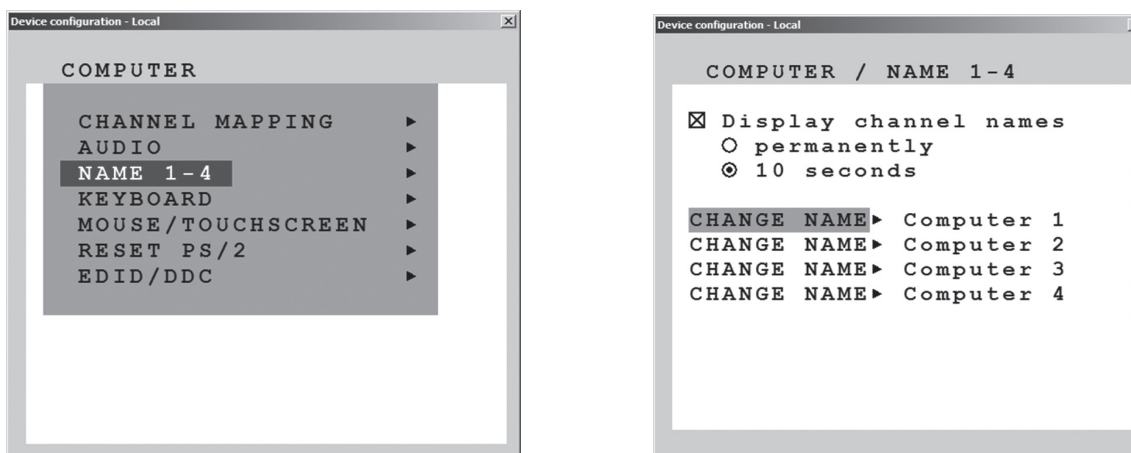 Device configuration - Local
COMPUTER
CHANNEL MAPPING
AUDIO
NAME 1-4
KEYBOARD
MOUSE/TOUCHSCREEN
RESET PS/2
EDID/DDC
Device configuration - Local
COMPUTER / NAME 1-4
Display channel names
permanently
10 seconds
CHANGE NAME Computer 1
CHANGE NAME Computer 2
CHANGE NAME Computer 3
CHANGE NAME Computer 4